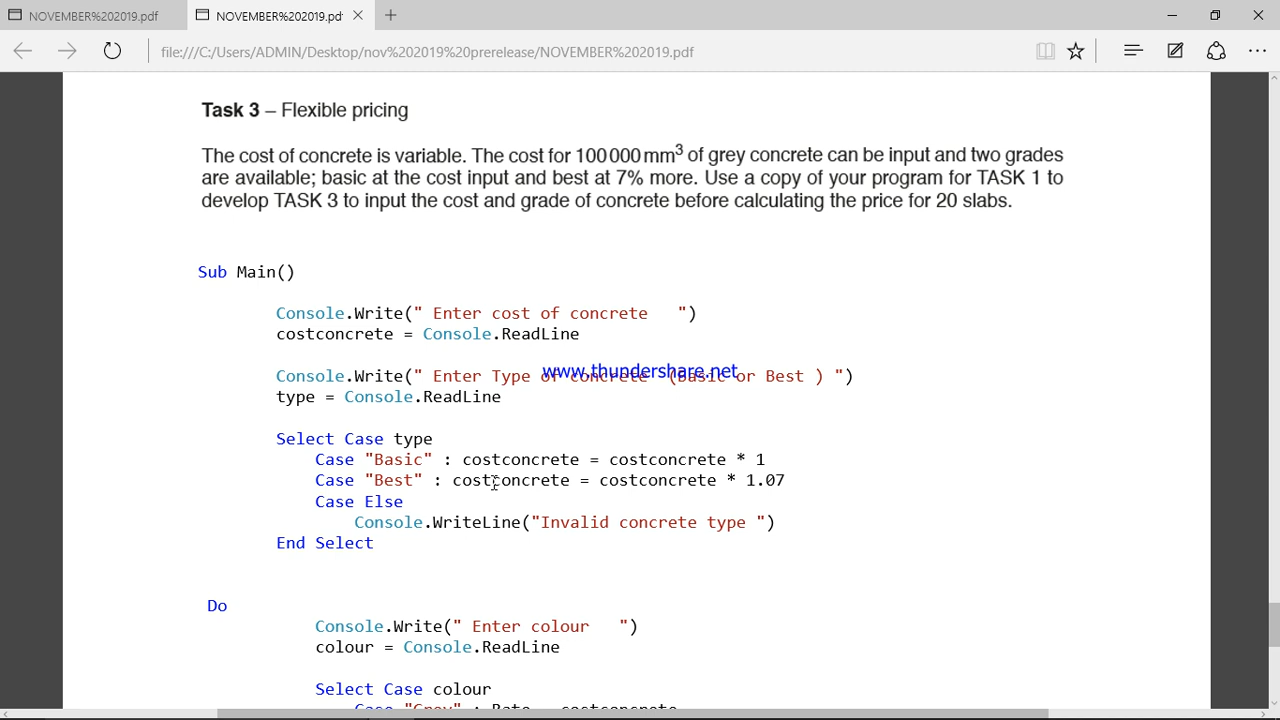 NOVEMBER%202019.pdf
NOVEMBER%202019.pdf
file:///C:/Users/ADMIN/Desktop/nov%202019%20prerelease/NOVEMBER%202019.pdf
Task 3 – Flexible pricing
The cost of concrete is variable. The cost for 100 000 mm³ of grey concrete can be input and two grades
are available; basic at the cost input and best at 7% more. Use a copy of your program for TASK 1 to
develop TASK 3 to input the cost and grade of concrete before calculating the price for 20 slabs.
Sub Main()
Console.Write(" Enter cost of concrete   ")
costconcrete = Console.ReadLine
www.thundershare.net
Console.Write(" Enter Type of concrete  (Basic or Best ) ")
type = Console.ReadLine
Select Case type
Case "Basic" : costconcrete = costconcrete * 1
Case "Best" : costconcrete = costconcrete * 1.07
Case Else
Console.WriteLine("Invalid concrete type ")
End Select
Do
Console.Write(" Enter colour   ")
colour = Console.ReadLine
Select Case colour
Case "Grey" : Rate = costconcrete